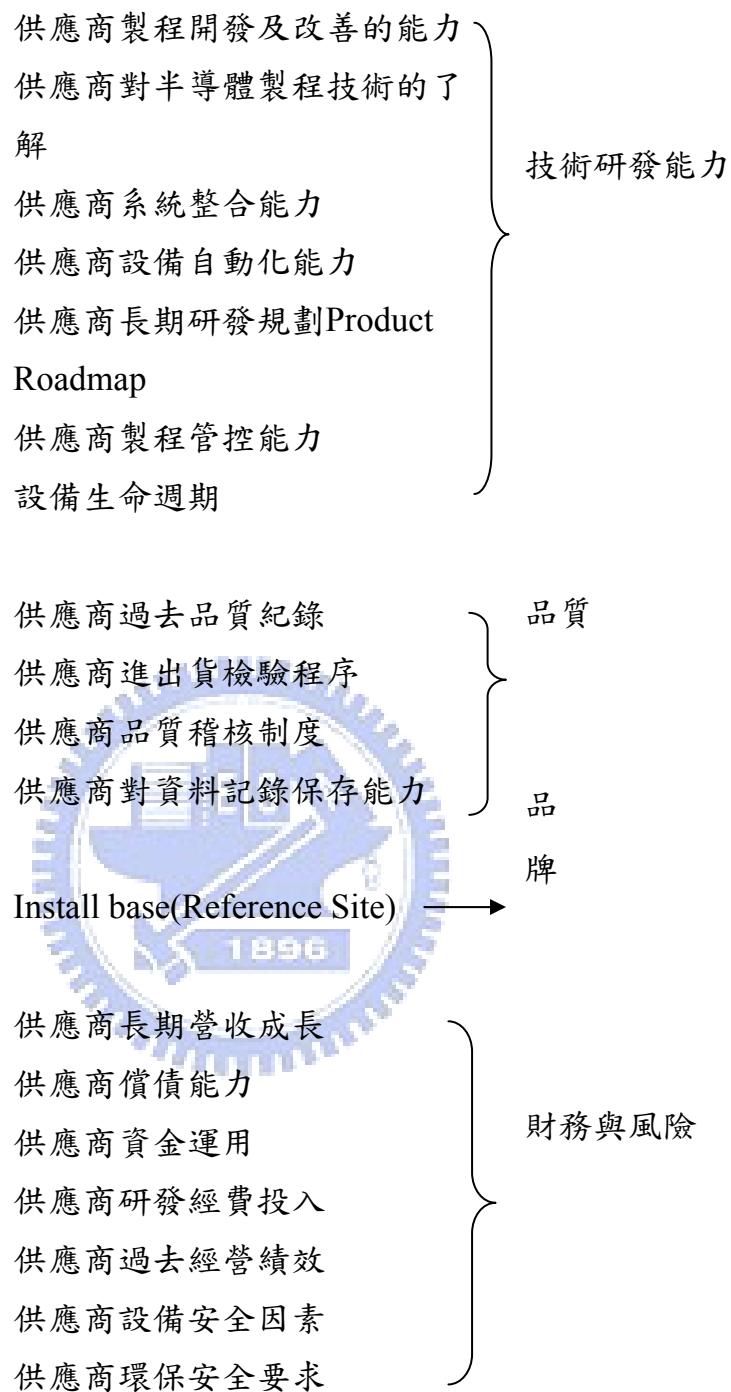 供應商製程開發及改善的能力
供應商對半導體製程技術的了
解
技術研發能力
供應商系統整合能力
供應商設備自動化能力
供應商長期研發規劃Product
Roadmap
供應商製程管控能力
設備生命週期
供應商過去品質紀錄
品質
供應商進出貨檢驗程序
供應商品質稽核制度
供應商對資料記錄保存能力
品
牌
Install base(Reference Site)
1896
供應商長期營收成長
供應商償債能力
財務與風險
供應商資金運用
供應商研發經費投入
供應商過去經營績效
供應商設備安全因素
供應商環保安全要求